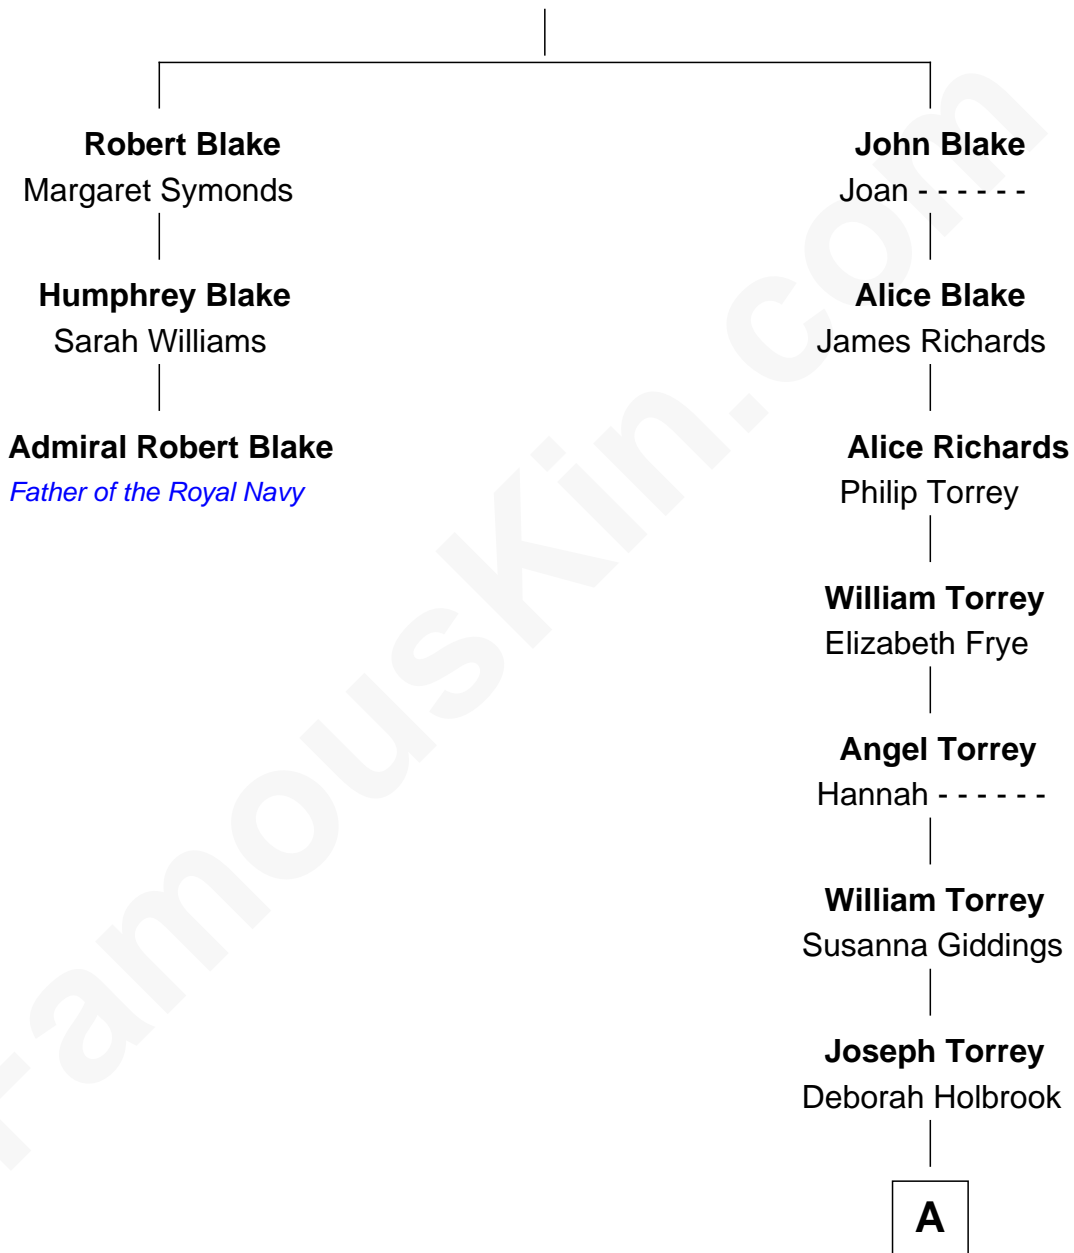 Robert Blake
Margaret Symonds
Humphrey Blake
Sarah Williams
Admiral Robert Blake
Father of the Royal Navy
John Blake
Joan - - - - - -
Alice Blake
James Richards
Alice Richards
Philip Torrey
William Torrey
Elizabeth Frye
Angel Torrey
Hannah - - - - - -
William Torrey
Susanna Giddings
Joseph Torrey
Deborah Holbrook
A
FamousKin.com